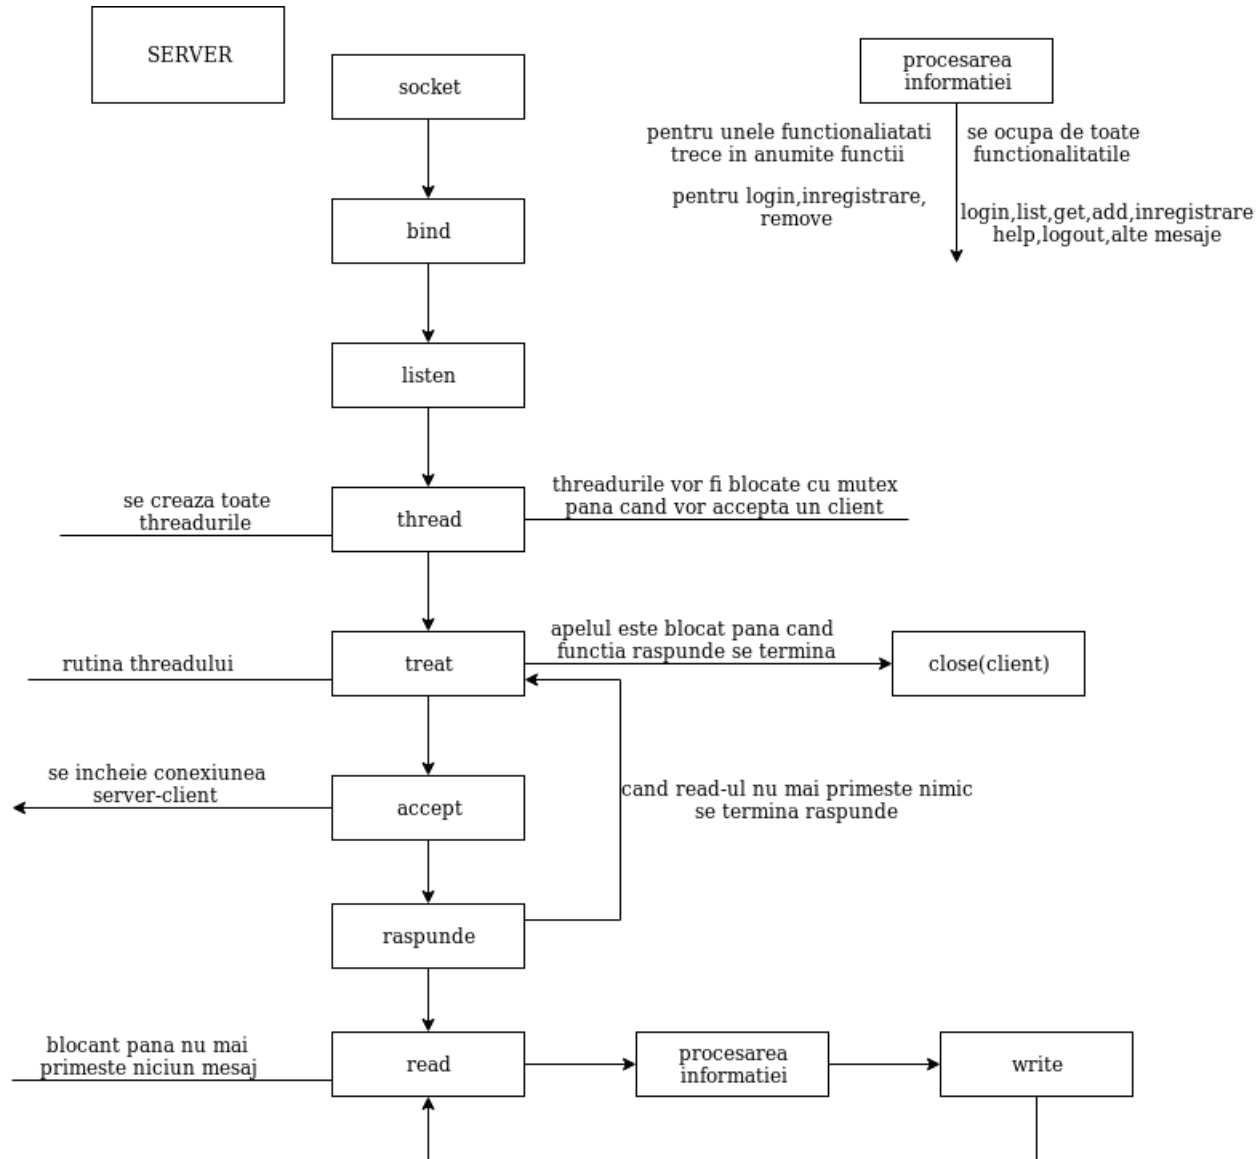 SERVER
socket
procesarea
informatiei
pentru unele functionaliatati
trece in anumite functii
se ocupa de toate
functionalitatile
pentru login,inregistrare,
remove
login,list,get,add,inregistrare
help,logout,alte mesaje
bind
listen
se creaza toate
threadurile
thread
threadurile vor fi blocate cu mutex
pana cand vor accepta un client
rutina threadului
treat
apelul este blocat pana cand
functia raspunde se termina
close(client)
se incheie conexiunea
server-client
accept
cand read-ul nu mai primeste nimic
se termina raspunde
raspunde
blocant pana nu mai
primeste niciun mesaj
read
procesarea
informatiei
write